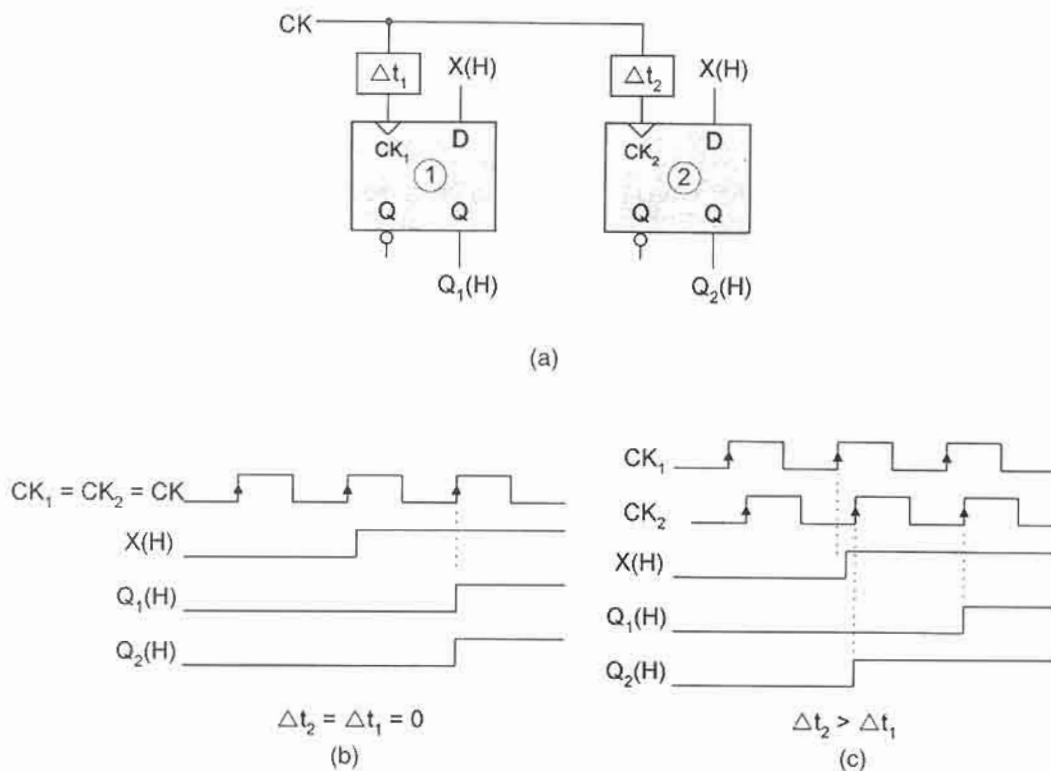 CK
Δt₁ X(H) Δt₂ X(H)
CK₁ D CK₂ D
1 2
Q Q Q Q
Q₁(H) Q₂(H)
(a)
CK₁ = CK₂ = CK
X(H)
Q₁(H)
Q₂(H)
Δt₂ = Δt₁ = 0
(b)
CK₁
CK₂
X(H)
Q₁(H)
Q₂(H)
Δt₂ > Δt₁
(c)